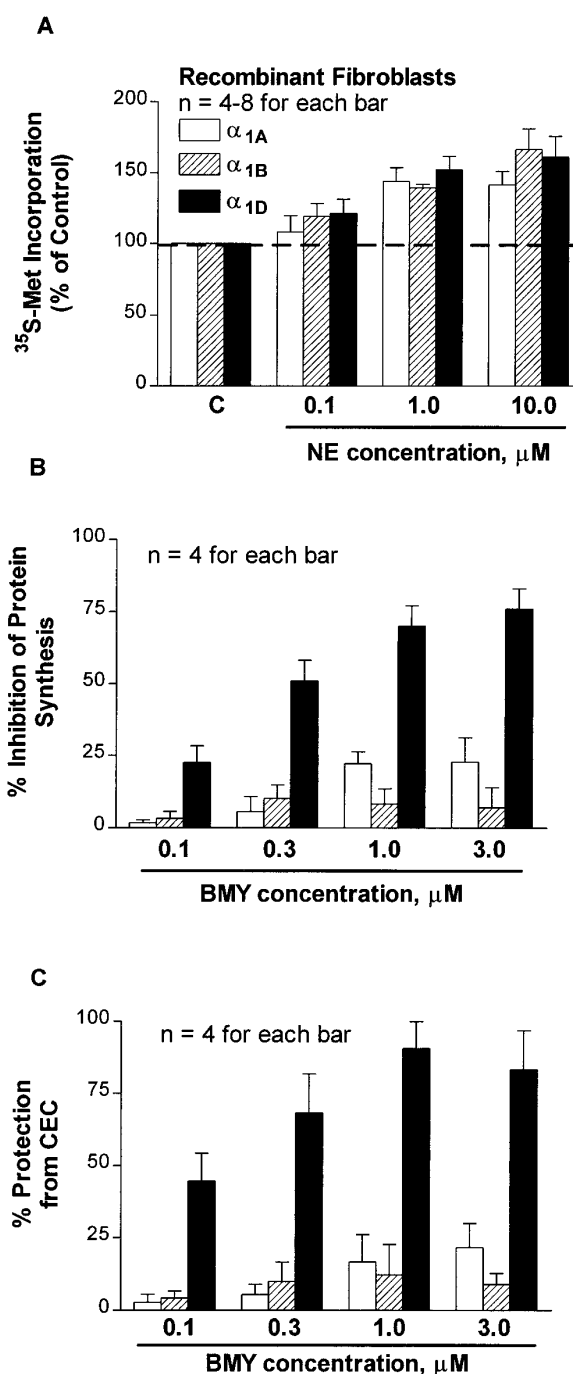 A
Recombinant Fibroblasts
n = 4-8 for each bar
α1A
α1B
α1D
200
150
100
50
0
35S-Met Incorporation
(% of Control)
C 0.1 1.0 10.0
NE concentration, μM
B
n = 4 for each bar
100
75
50
25
0
% Inhibition of Protein
Synthesis
0.1 0.3 1.0 3.0
BMY concentration, μM
C
n = 4 for each bar
100
75
50
25
0
% Protection
from CEC
0.1 0.3 1.0 3.0
BMY concentration, μM